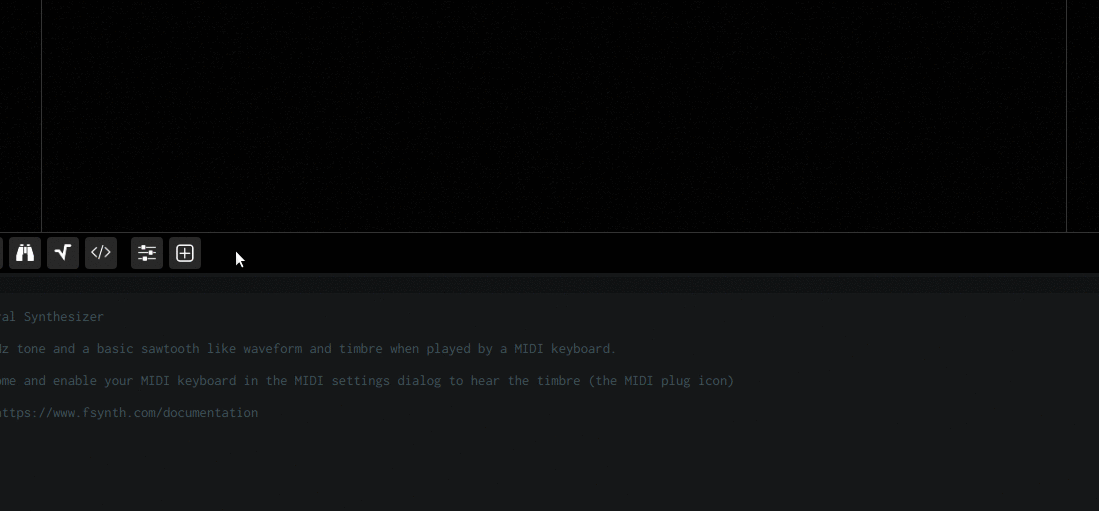 </>
ral Synthesizer
Hz tone and a basic sawtooth like waveform and timbre when played by a MIDI keyboard.
ome and enable your MIDI keyboard in the MIDI settings dialog to hear the timbre (the MIDI plug icon)
https://www.fsynth.com/documentation